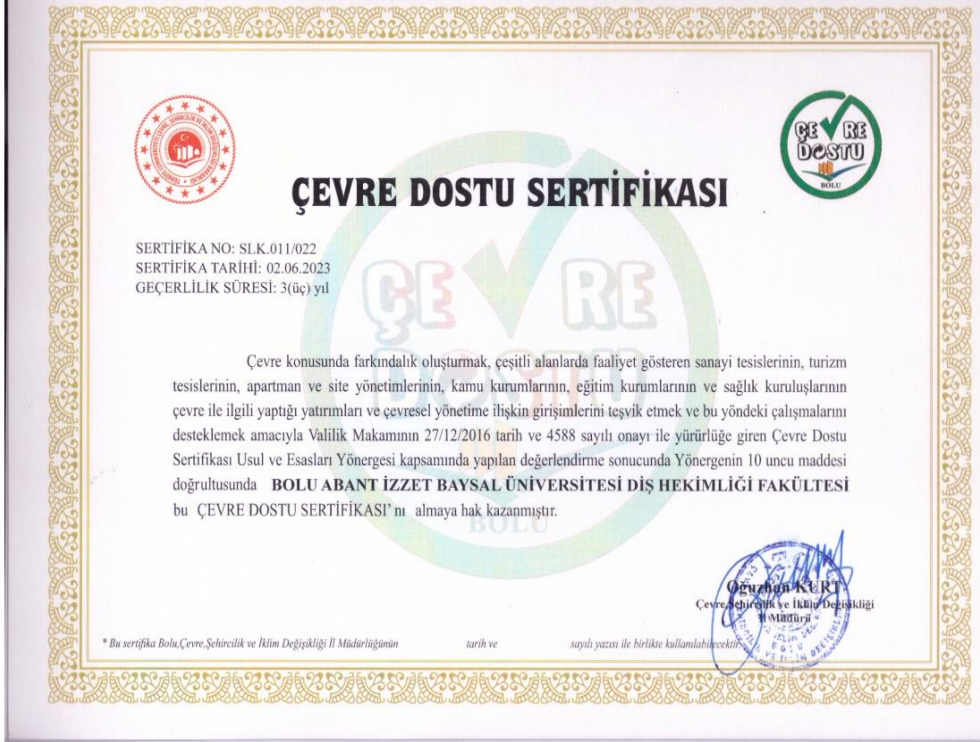 ÇEVRE DOSTU
BOLU
ÇEVRE DOSTU SERTİFİKASI
SERTİFİKA NO: SLK.011/022
SERTİFİKA TARİHİ: 02.06.2023
GEÇERLİLİK SÜRESİ: 3(üç) yıl
ÇEVRE
DOSTU
BOLU
Çevre konusunda farkındalık oluşturmak, çeşitli alanlarda faaliyet gösteren sanayi tesislerinin, turizm
tesislerinin, apartman ve site yönetimlerinin, kamu kurumlarının, eğitim kurumlarının ve sağlık kuruluşlarının
çevre ile ilgili yaptığı yatırımları ve çevresel yönetime ilişkin girişimlerini teşvik etmek ve bu yöndeki çalışmalarını
desteklemek amacıyla Valilik Makamının 27/12/2016 tarih ve 4588 sayılı onayı ile yürürlüğe giren Çevre Dostu
Sertifikası Usul ve Esasları Yönergesi kapsamında yapılan değerlendirme sonucunda Yönergenin 10 uncu maddesi
doğrultusunda BOLU ABANT İZZET BAYSAL ÜNİVERSİTESİ DİŞ HEKİMLİĞİ FAKÜLTESİ
bu ÇEVRE DOSTU SERTİFİKASI' nı almaya hak kazanmıştır.
Oğuzhan KURT
Çevre,Şehircilik ve İklim Değişikliği
İl Müdürü
* Bu sertifika Bolu,Çevre,Şehircilik ve İklim Değişikliği İl Müdürlüğünün tarih ve sayılı yazısı ile birlikte kullanılabilecektir.